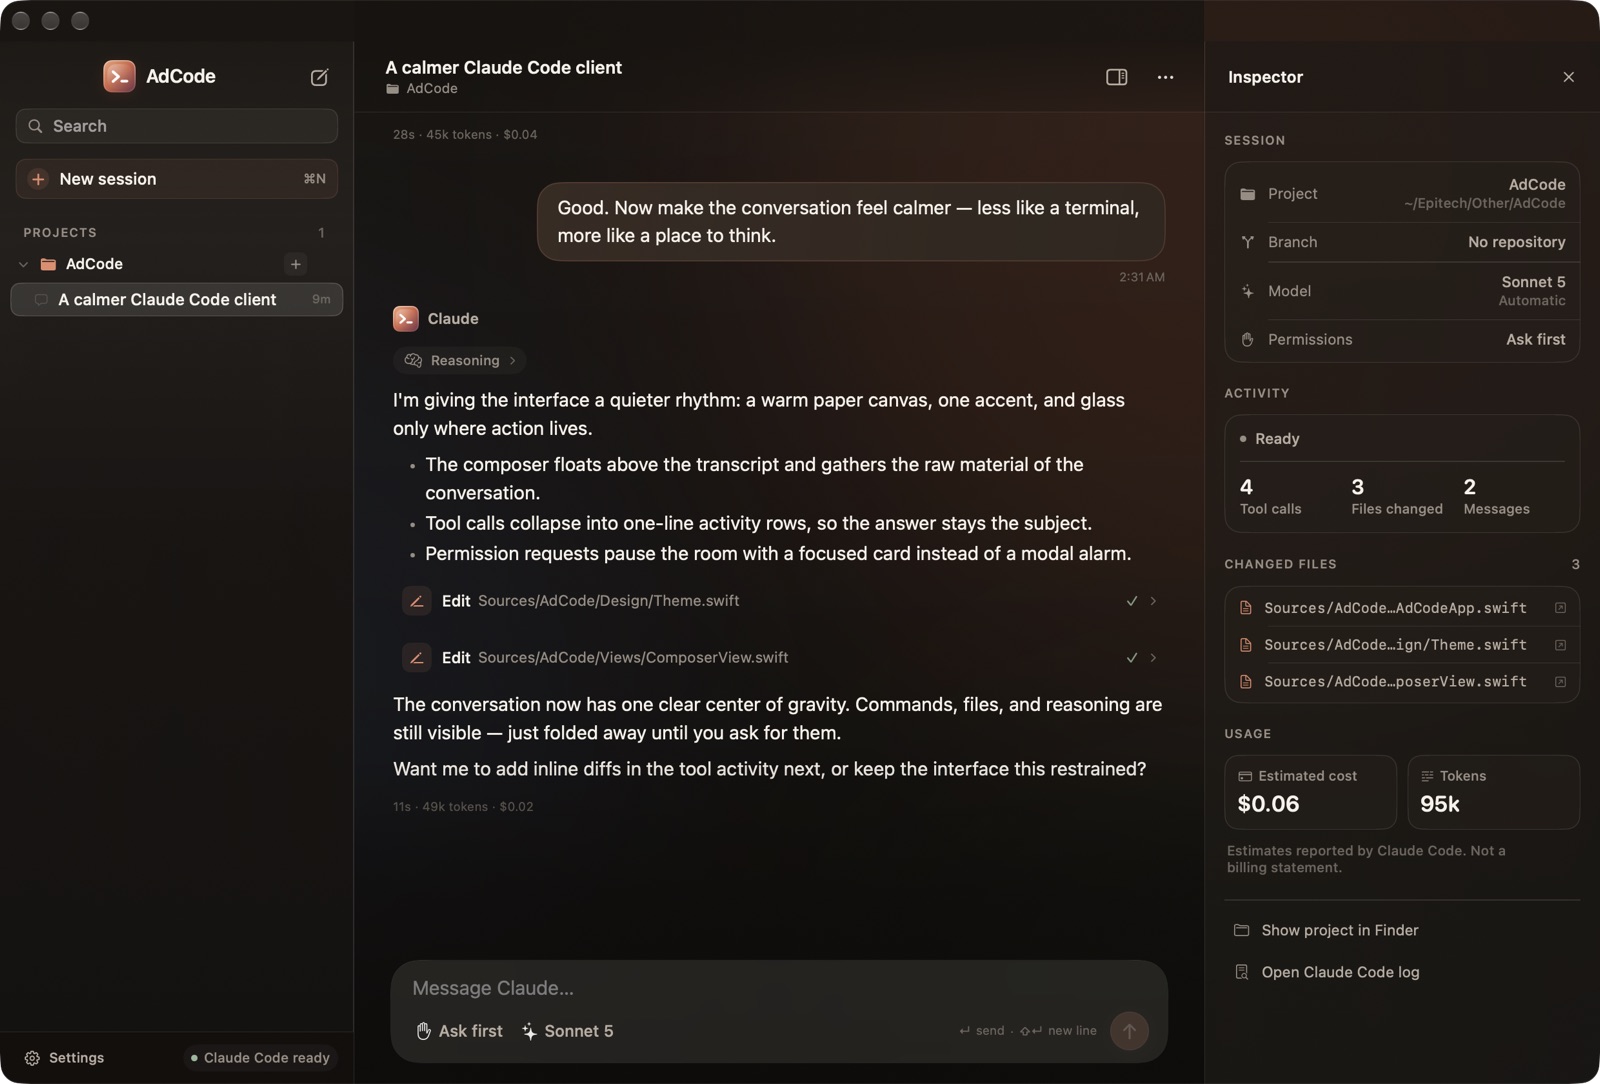 AdCode
Search
New session ⌘N
PROJECTS 1
AdCode
A calmer Claude Code client 9m
Settings
Claude Code ready
A calmer Claude Code client
AdCode
28s · 45k tokens · $0.04
Good. Now make the conversation feel calmer — less like a terminal,
more like a place to think.
2:31 AM
Claude
Reasoning
I'm giving the interface a quieter rhythm: a warm paper canvas, one accent, and glass
only where action lives.
• The composer floats above the transcript and gathers the raw material of the
conversation.
• Tool calls collapse into one-line activity rows, so the answer stays the subject.
• Permission requests pause the room with a focused card instead of a modal alarm.
Edit Sources/AdCode/Design/Theme.swift
Edit Sources/AdCode/Views/ComposerView.swift
The conversation now has one clear center of gravity. Commands, files, and reasoning are
still visible — just folded away until you ask for them.
Want me to add inline diffs in the tool activity next, or keep the interface this restrained?
11s · 49k tokens · $0.02
Message Claude...
Ask first Sonnet 5 ↵ send · ⇧↵ new line
Inspector
SESSION
Project AdCode
~/Epitech/Other/AdCode
Branch No repository
Model Sonnet 5
Automatic
Permissions Ask first
ACTIVITY
Ready
4 3 2
Tool calls Files changed Messages
CHANGED FILES 3
Sources/AdCode…AdCodeApp.swift
Sources/AdCode…ign/Theme.swift
Sources/AdCode…poserView.swift
USAGE
Estimated cost Tokens
$0.06 95k
Estimates reported by Claude Code. Not a
billing statement.
Show project in Finder
Open Claude Code log